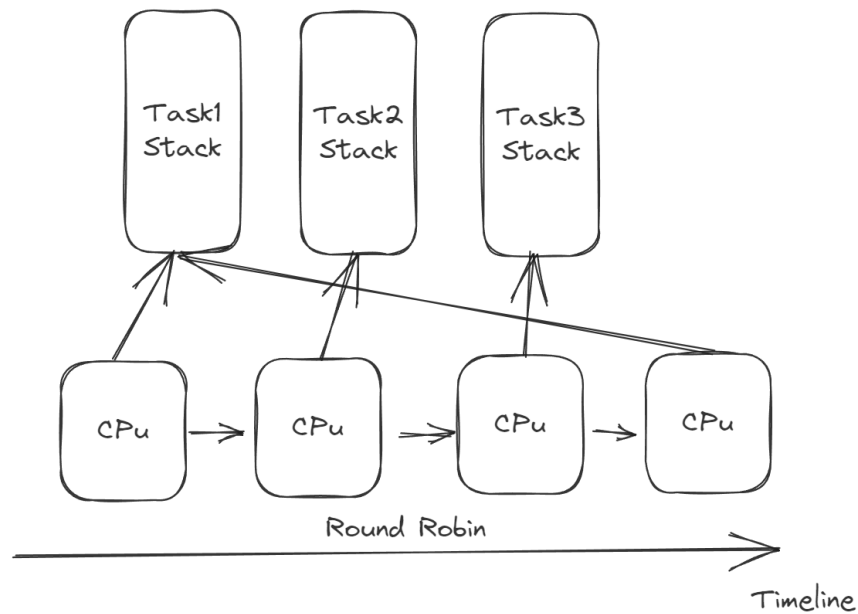 Task1
Stack
Task2
Stack
Task3
Stack
CPu
CPu
CPu
CPu
Round Robin
Timeline